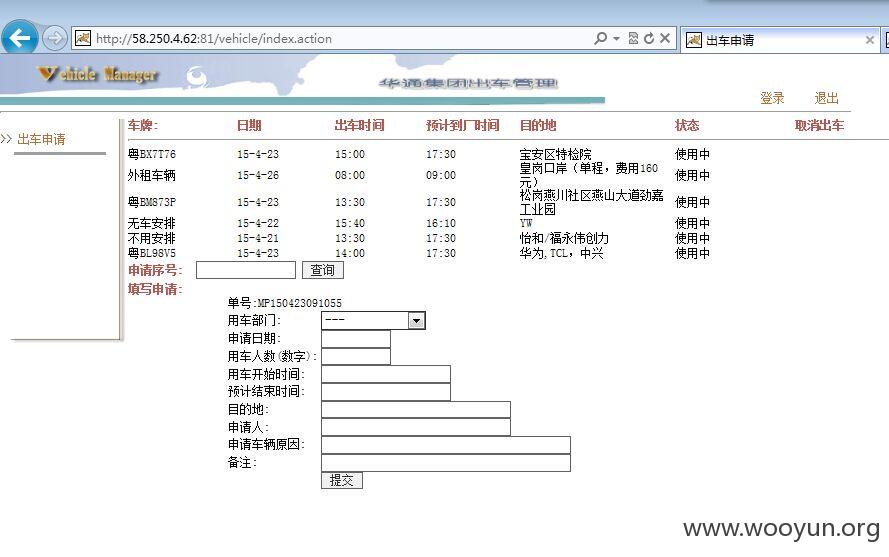 http://58.250.4.62:81/vehicle/index.action
出车申请
Vehicle Manager
华通集团出车管理
登录 退出
>> 出车申请
车牌: 日期 出车时间 预计到厂时间 目的地 状态 取消出车
粤BX7T76 15-4-23 15:00 17:30 宝安区特检院 使用中
外租车辆 15-4-26 08:00 09:00 皇岗口岸（单程，费用160元） 使用中
粤BM873P 15-4-23 13:30 17:30 松岗燕川社区燕山大道劲嘉工业园 使用中
无车安排 15-4-22 15:40 16:10 YW 使用中
不用安排 15-4-21 13:30 17:30 怡和/福永伟创力 使用中
粤BL98V5 15-4-23 14:00 17:30 华为,TCL，中兴 使用中
申请序号: 查询
填写申请:
单号:MP150423091055
用车部门: ---
申请日期:
用车人数(数字):
用车开始时间:
预计结束时间:
目的地:
申请人:
申请车辆原因:
备注:
提交
www.wooyun.org